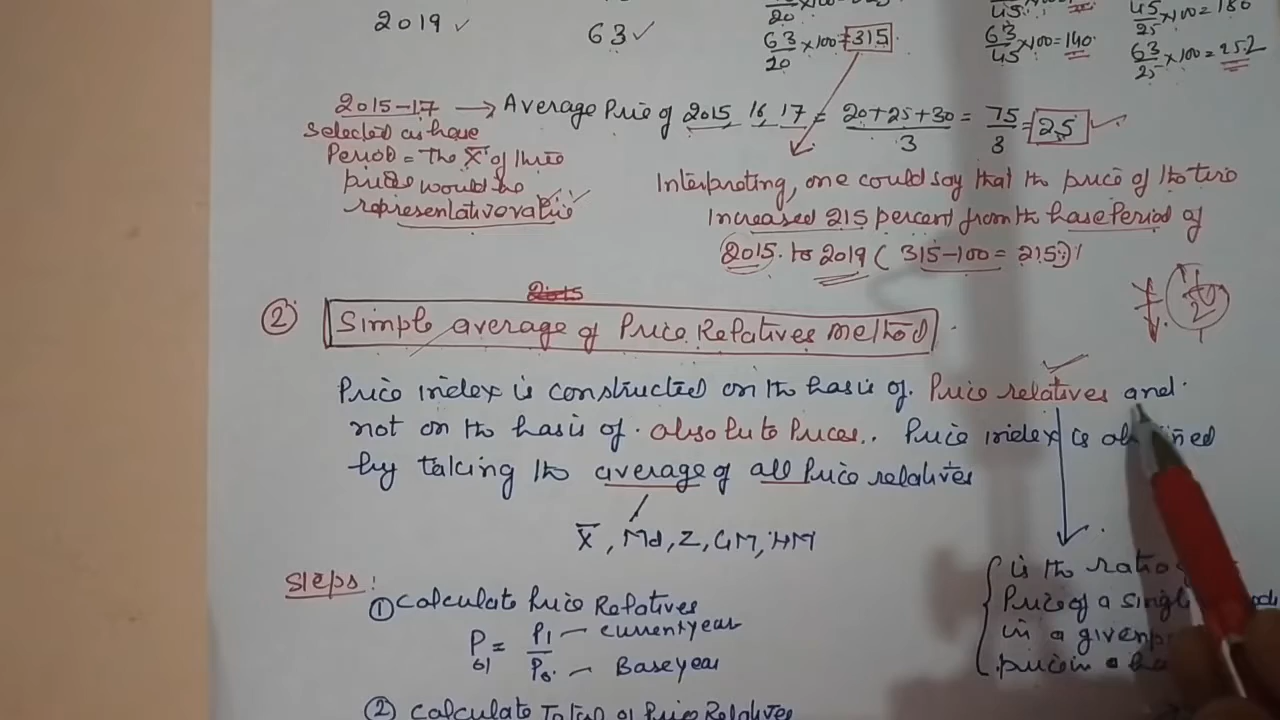 20
2019 63 63/20 ×100=315 63/45 ×100=140. 45/25 ×100=180
63/25 ×100=25.2
2015-17 → Average Price of 2015 16 17 = 20+25+30/3 = 75/3 = 25
Selected as base
Period = The X̄ of three
prices would be
representative value
Interpreting, one could say that the price of the two
Increased 215 percent from the base Period of
2015. to 2019 ( 315-100 = 215)%
② Simple average of Price Relatives method.
Price index is constructed on the basis of. Price relatives and
not on the basis of. absolute Prices.. Price index is
by taking the average of all Price relatives
X̄, Md, Z, GM, HM
Steps:
① Calculate Price Relatives
P01 = P1 — current year
P0. — Base year
is the ratio
Price of a
in a given
price in a
② Calculate Total of Price Relatives